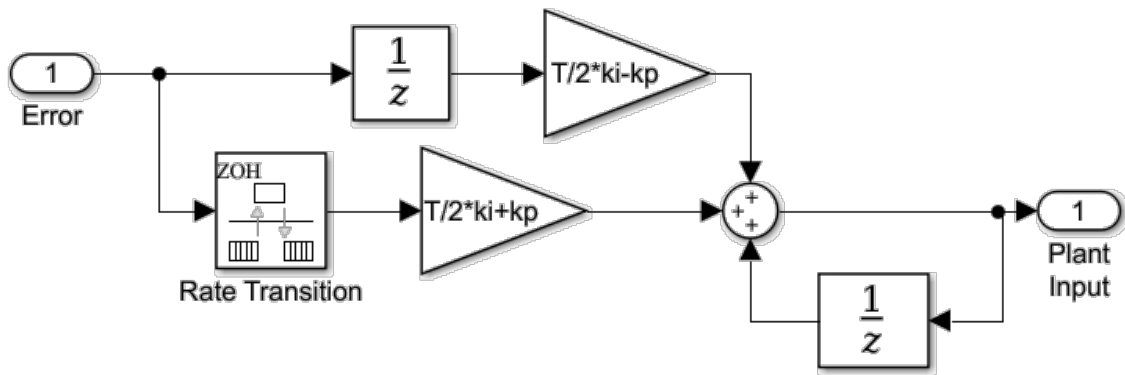 1
Error
1
z
T/2*ki-kp
ZOH
Rate Transition
T/2*ki+kp
+
+
+
1
Plant
Input
1
z